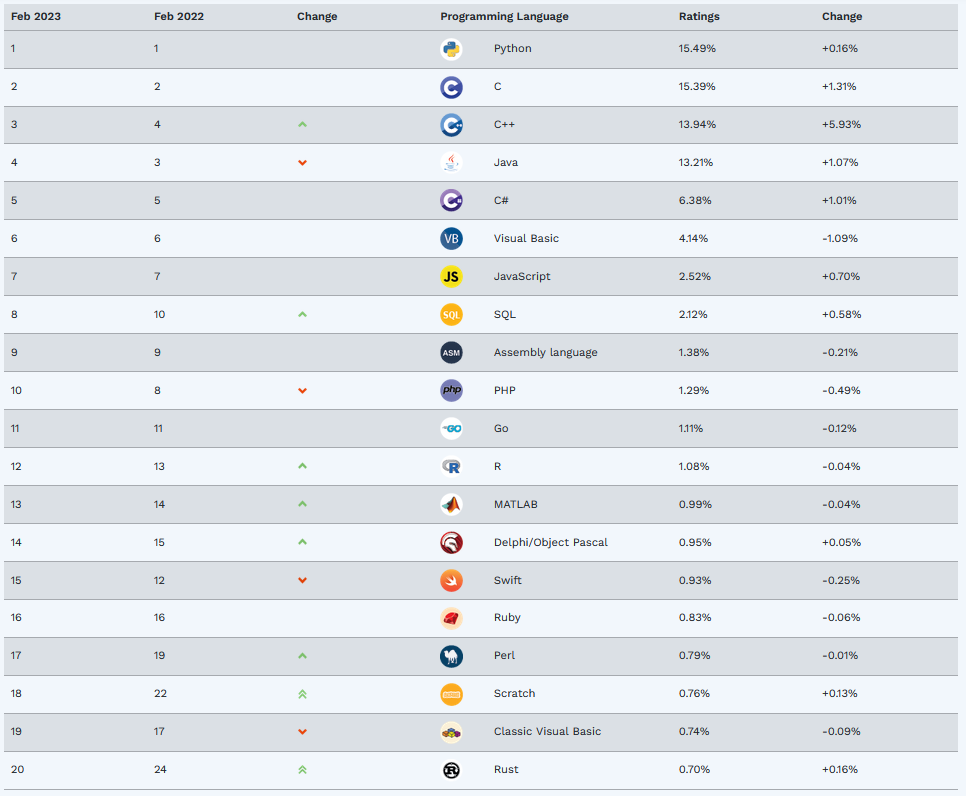 Feb 2023 Feb 2022 Change Programming Language Ratings Change
1 1 Python 15.49% +0.16%
2 2 C 15.39% +1.31%
3 4 C++ 13.94% +5.93%
4 3 Java 13.21% +1.07%
5 5 C# 6.38% +1.01%
6 6 VB Visual Basic 4.14% -1.09%
7 7 JS JavaScript 2.52% +0.70%
8 10 SQL SQL 2.12% +0.58%
9 9 ASM Assembly language 1.38% -0.21%
10 8 php PHP 1.29% -0.49%
11 11 GO Go 1.11% -0.12%
12 13 R R 1.08% -0.04%
13 14 MATLAB 0.99% -0.04%
14 15 Delphi/Object Pascal 0.95% +0.05%
15 12 Swift 0.93% -0.25%
16 16 Ruby 0.83% -0.06%
17 19 Perl 0.79% -0.01%
18 22 Scratch 0.76% +0.13%
19 17 Classic Visual Basic 0.74% -0.09%
20 24 R Rust 0.70% +0.16%